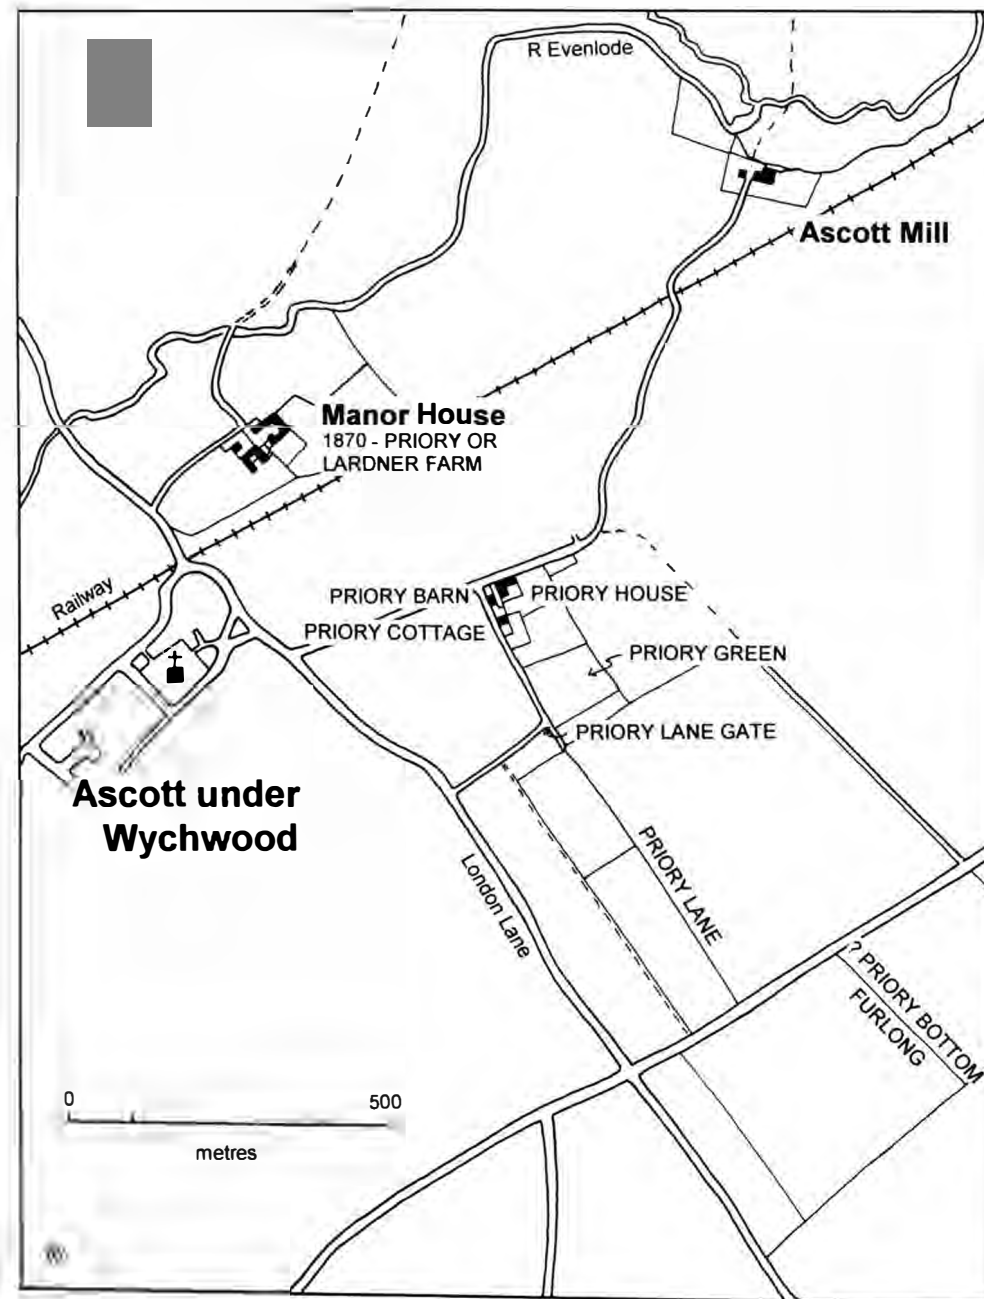 R Evenlode
Ascott Mill
Manor House
1870 - PRIORY OR
LARDNER FARM
Railway
PRIORY BARN
PRIORY HOUSE
PRIORY COTTAGE
PRIORY GREEN
PRIORY LANE GATE
Ascott under
Wychwood
PRIORY LANE
London Lane
? PRIORY BOTTOM
FURLONG
0 500
metres